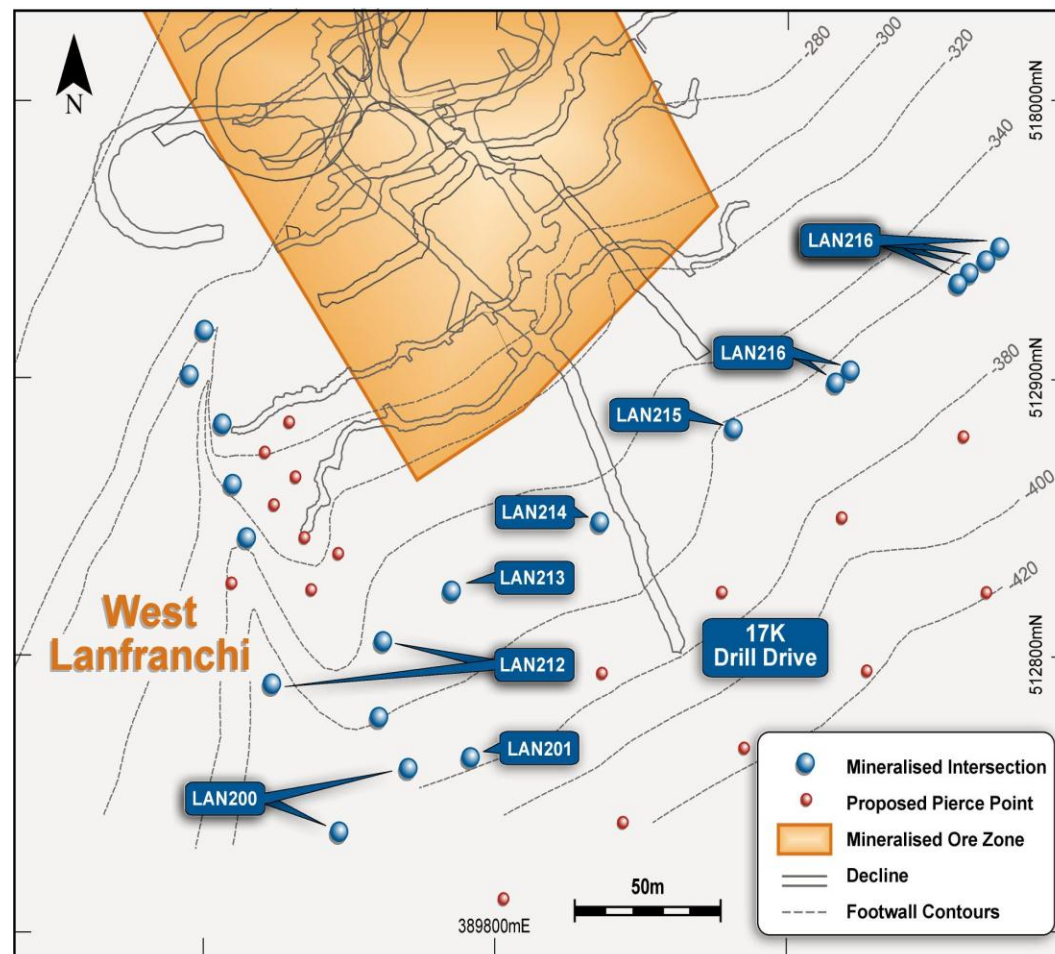 N
-280
-300
-320
-340
518000mN
LAN216
LAN216
-380
512900mN
LAN215
LAN214
-400
LAN213
-420
West
Lanfranchi
17K
Drill Drive
LAN212
512800mN
LAN201
LAN200
Mineralised Intersection
Proposed Pierce Point
Mineralised Ore Zone
Decline
Footwall Contours
50m
389800mE